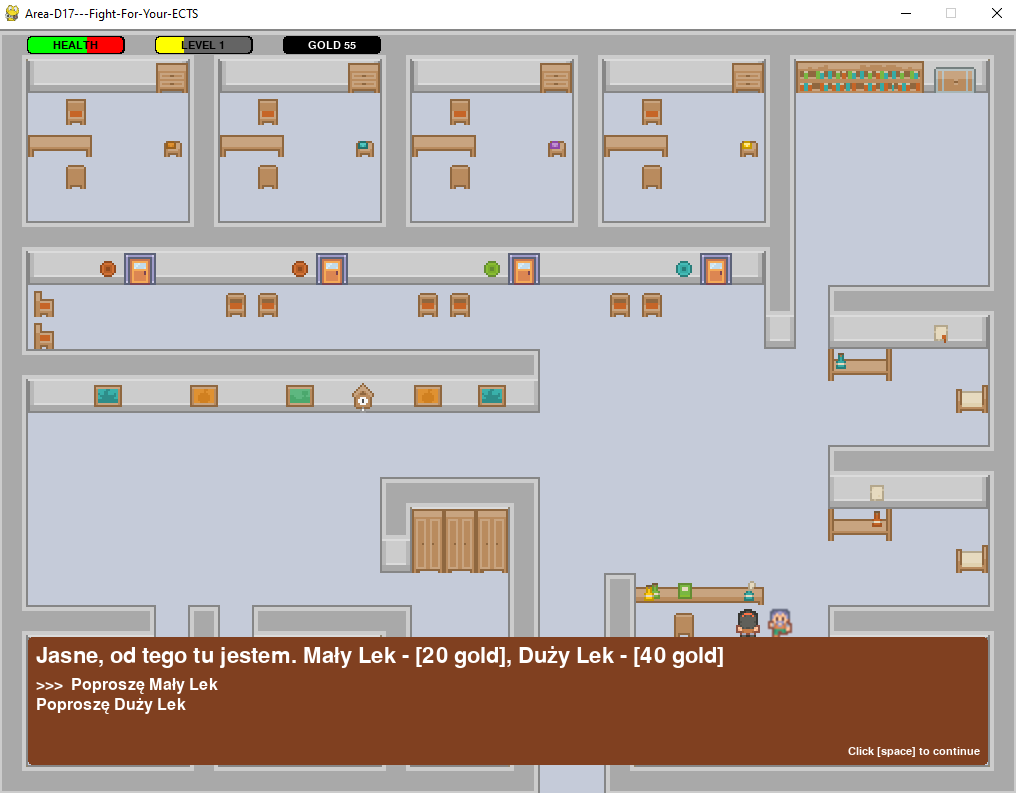 Area-D17---Fight-For-Your-ECTS
HEALTH LEVEL 1 GOLD 55
Jasne, od tego tu jestem. Mały Lek - [20 gold], Duży Lek - [40 gold]
>>> Poproszę Mały Lek
Poproszę Duży Lek
Click [space] to continue